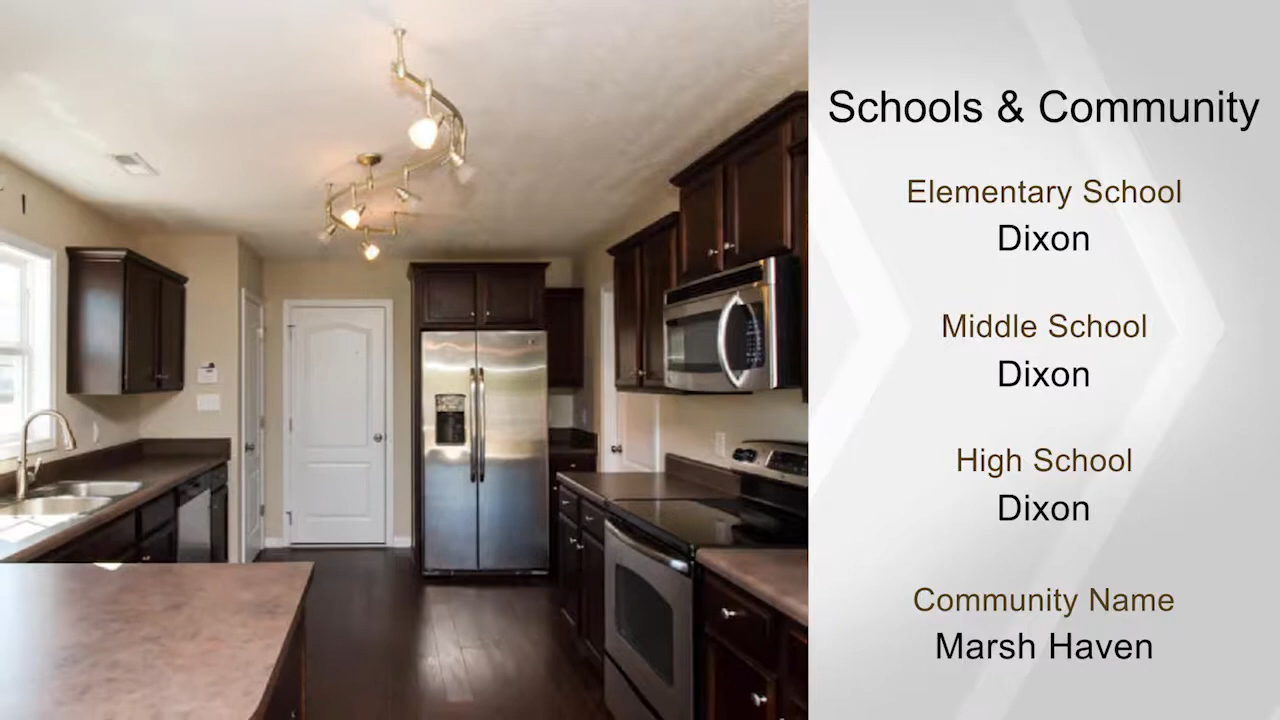 Schools & Community
Elementary School
Dixon
Middle School
Dixon
High School
Dixon
Community Name
Marsh Haven